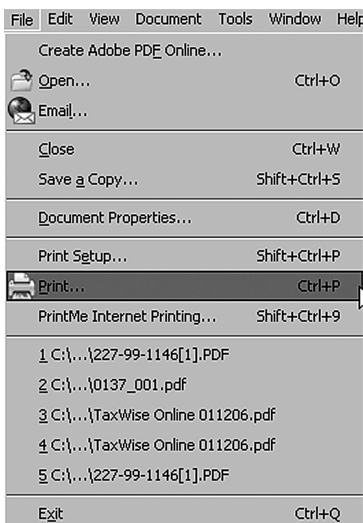 File Edit View Document Tools Window Help
Create Adobe PDF Online...
Open... Ctrl+O
Email...
Close Ctrl+W
Save a Copy... Shift+Ctrl+S
Document Properties... Ctrl+D
Print Setup... Shift+Ctrl+P
Print... Ctrl+P
PrintMe Internet Printing... Shift+Ctrl+9
1 C:\...\227-99-1146[1].PDF
2 C:\...\0137_001.pdf
3 C:\...\TaxWise Online 011206.pdf
4 C:\...\TaxWise Online 011206.pdf
5 C:\...\227-99-1146[1].PDF
Exit Ctrl+Q